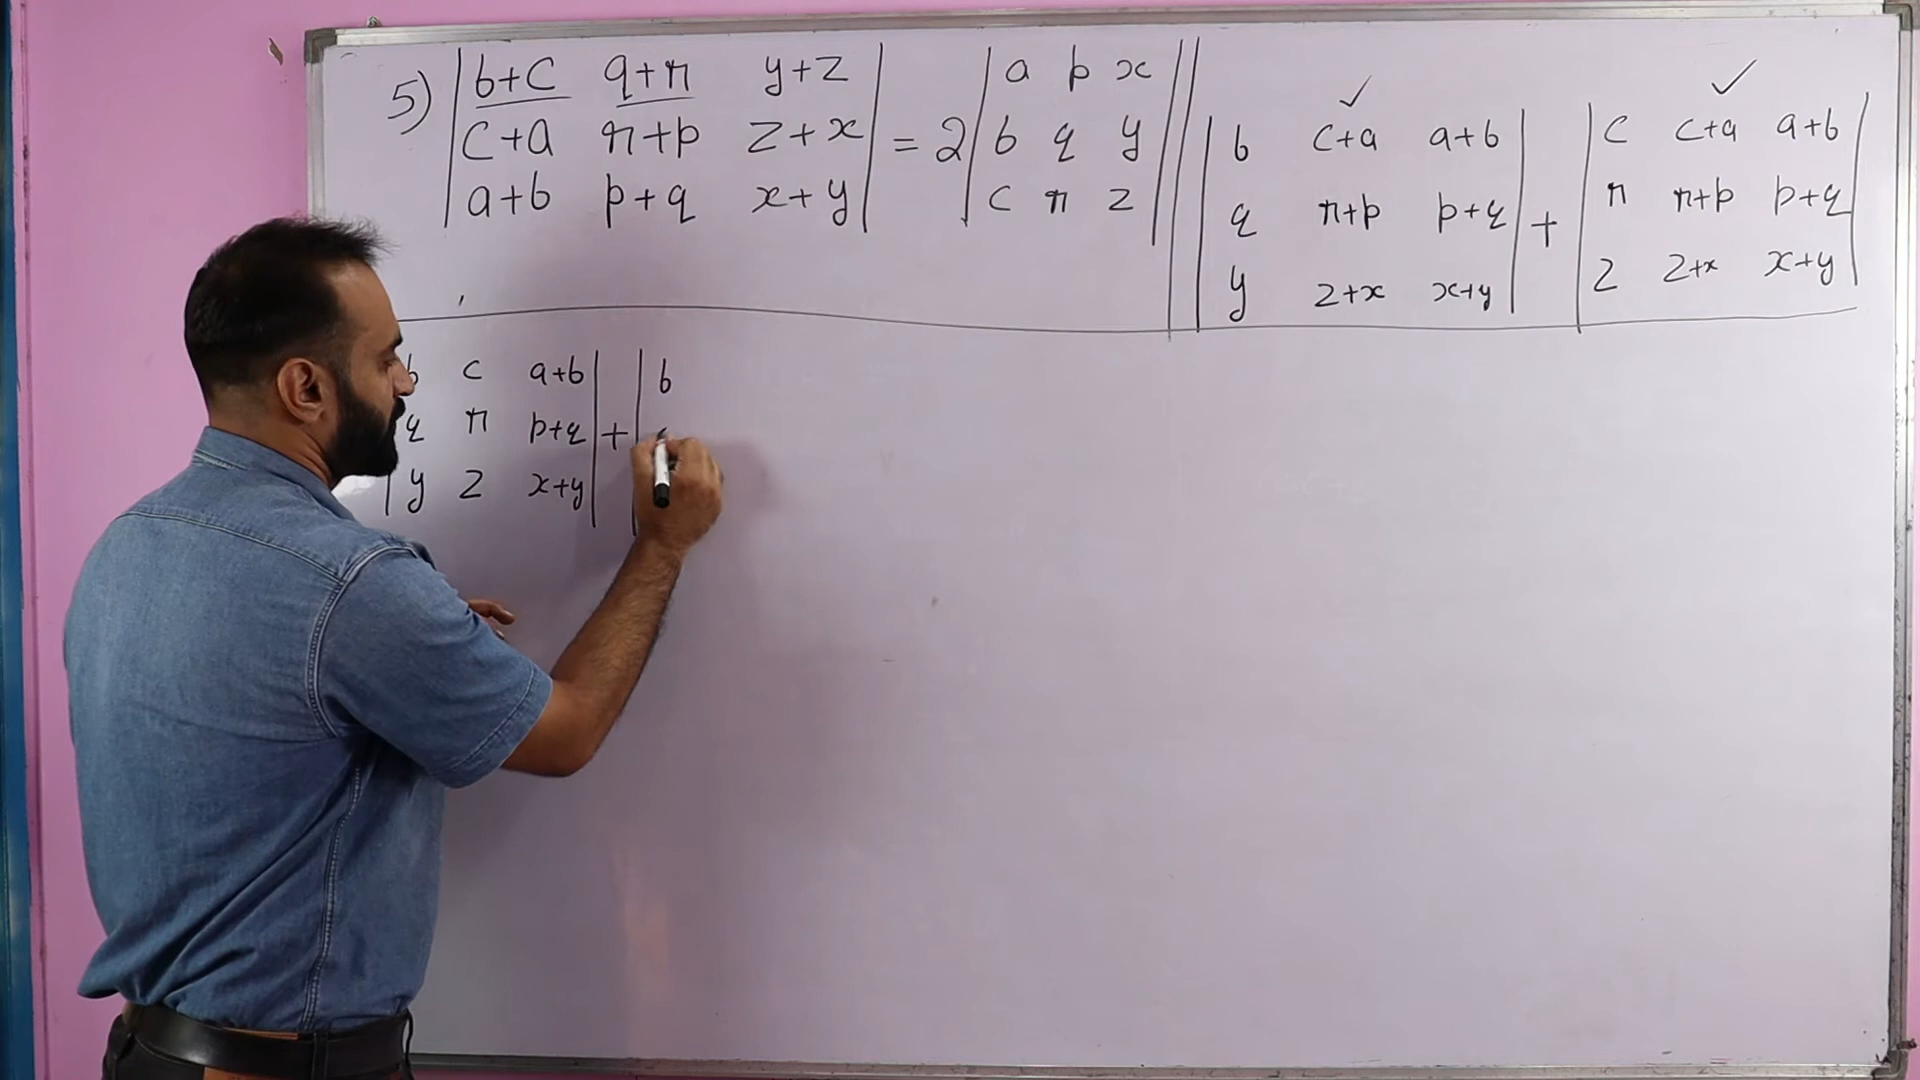 5) | b+c q+r y+z | = 2 | a p x |
| c+a r+p z+x | | b q y |
| a+b p+q x+y | | c r z |
| b c+a a+b | + | c c+a a+b |
| q r+p p+q | | r r+p p+q |
| y z+x x+y | | z z+x x+y |
b c a+b | + | b
q r p+q |
| y z x+y |